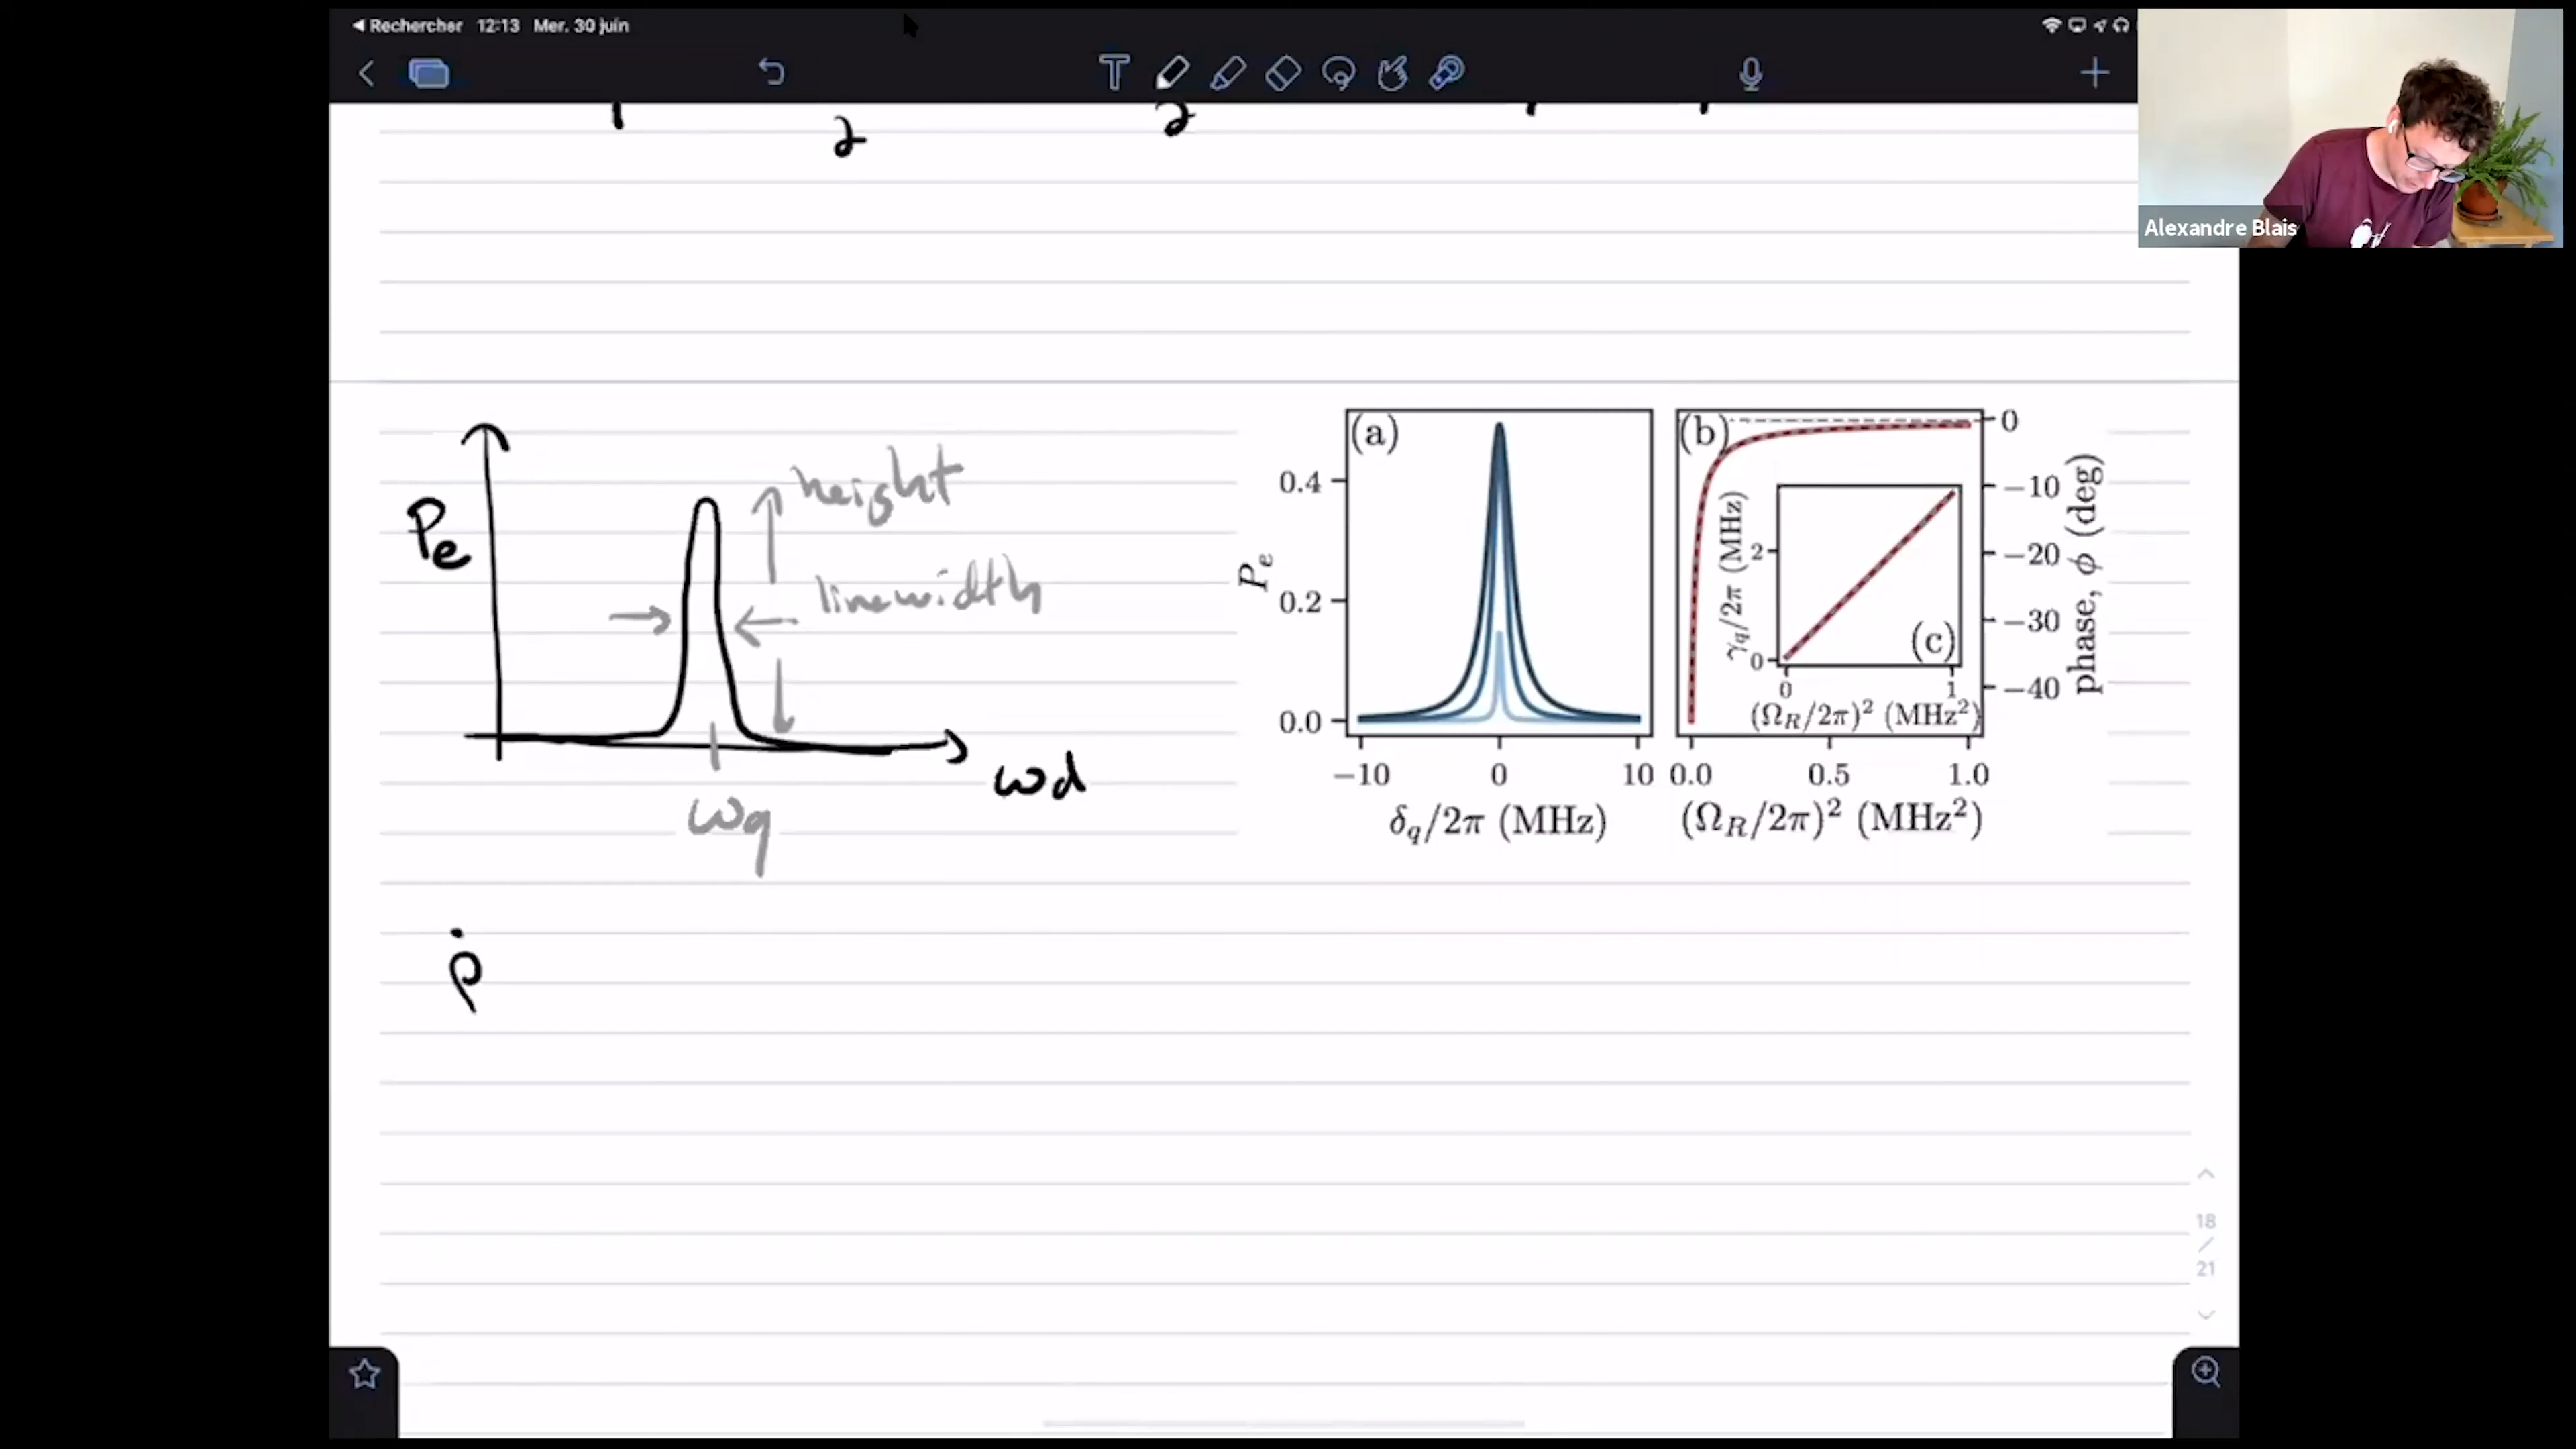 Rechercher 12:13 Mer. 30 juin
Alexandre Blais
2 2
Pe
height
linewidth
ωd
ωq
(a)
0.4
0.2
0.0
Pe
−10 0 10
δq/2π (MHz)
(b)
0
−10
−20
−30
−40
phase, ϕ (deg)
0.0 0.5 1.0
(ΩR/2π)² (MHz²)
(c)
γq/2π (MHz)
2
0
0 1
(ΩR/2π)² (MHz²)
ρ̇
18
/
21